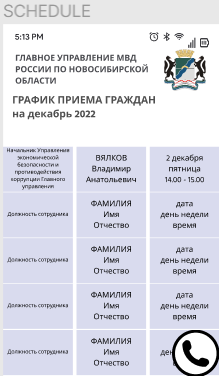 SCHEDULE
5:13 PM
ГЛАВНОЕ УПРАВЛЕНИЕ МВД
РОССИИ ПО НОВОСИБИРСКОЙ
ОБЛАСТИ
ГРАФИК ПРИЕМА ГРАЖДАН
на декабрь 2022
Начальник Управления
экономической
безопасности и
противодействия
коррупции Главного
управления
ВЯЛКОВ
Владимир
Анатольевич
2 декабря
пятница
14.00 - 15.00
Должность сотрудника
ФАМИЛИЯ
Имя
Отчество
дата
день недели
время
Должность сотрудника
ФАМИЛИЯ
Имя
Отчество
дата
день недели
время
Должность сотрудника
ФАМИЛИЯ
Имя
Отчество
дата
день недели
время
Должность сотрудника
ФАМИЛИЯ
Имя
Отчество